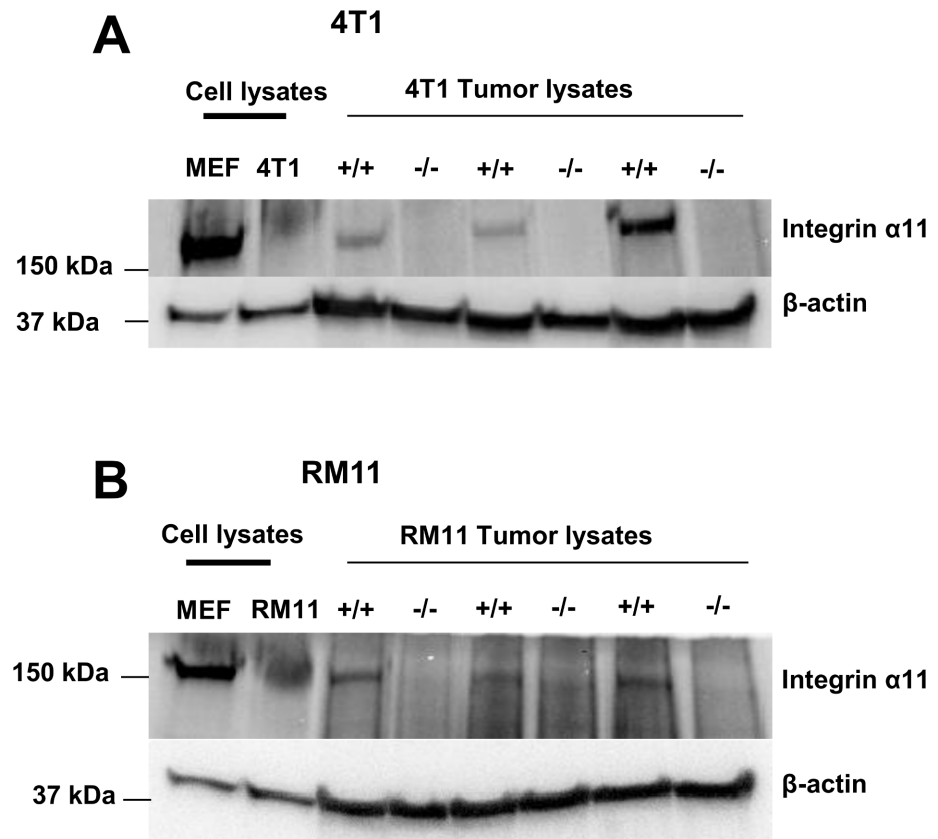 A
4T1
Cell lysates
4T1 Tumor lysates
MEF 4T1 +/+ -/- +/+ -/- +/+ -/-
Integrin α11
150 kDa
β-actin
37 kDa
B
RM11
Cell lysates
RM11 Tumor lysates
MEF RM11 +/+ -/- +/+ -/- +/+ -/-
150 kDa
Integrin α11
β-actin
37 kDa